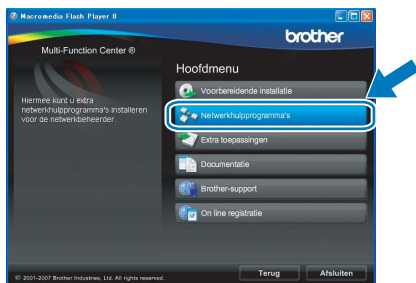 Macromedia Flash Player 8
brother
Multi-Function Center ®
Hoofdmenu
Hiermee kunt u extra
netwerkhulpprogramma's installeren
voor de netwerkbeheerder.
Voorbereidende installatie
Netwerkhulpprogramma's
Extra toepassingen
Documentatie
Brother-support
On line registratie
© 2001-2007 Brother Industries, Ltd. All rights reserved.
Terug
Afsluiten